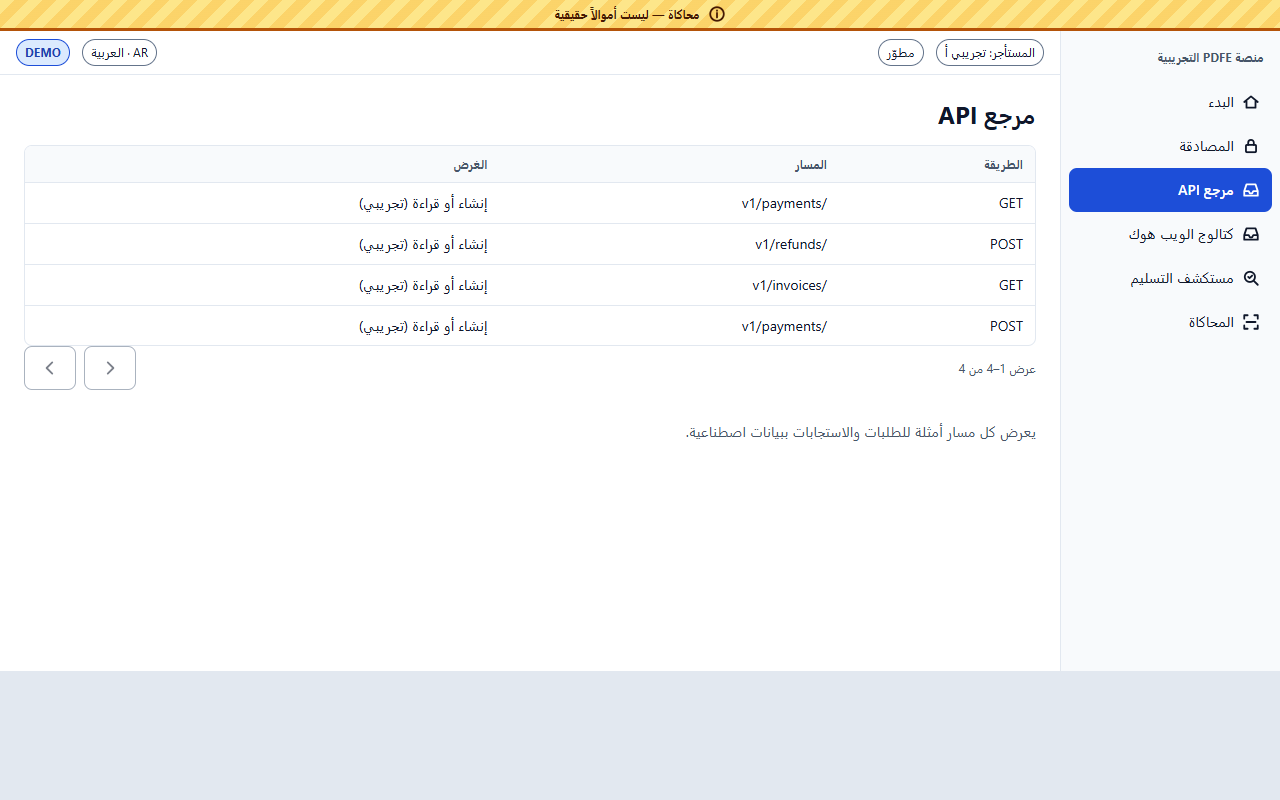 محاكاة — ليست أموالاً حقيقية
منصة PDFE التجريبية
البدء
المصادقة
مرجع API
كتالوج الويب هوك
مستكشف التسليم
المحاكاة
المستأجر: تجريبي أ
مطوّر
AR · العربية
DEMO
مرجع API
الطريقة المسار الغرض
GET v1/payments/ إنشاء أو قراءة (تجريبي)
POST v1/refunds/ إنشاء أو قراءة (تجريبي)
GET v1/invoices/ إنشاء أو قراءة (تجريبي)
POST v1/payments/ إنشاء أو قراءة (تجريبي)
عرض 1–4 من 4
يعرض كل مسار أمثلة للطلبات والاستجابات ببيانات اصطناعية.